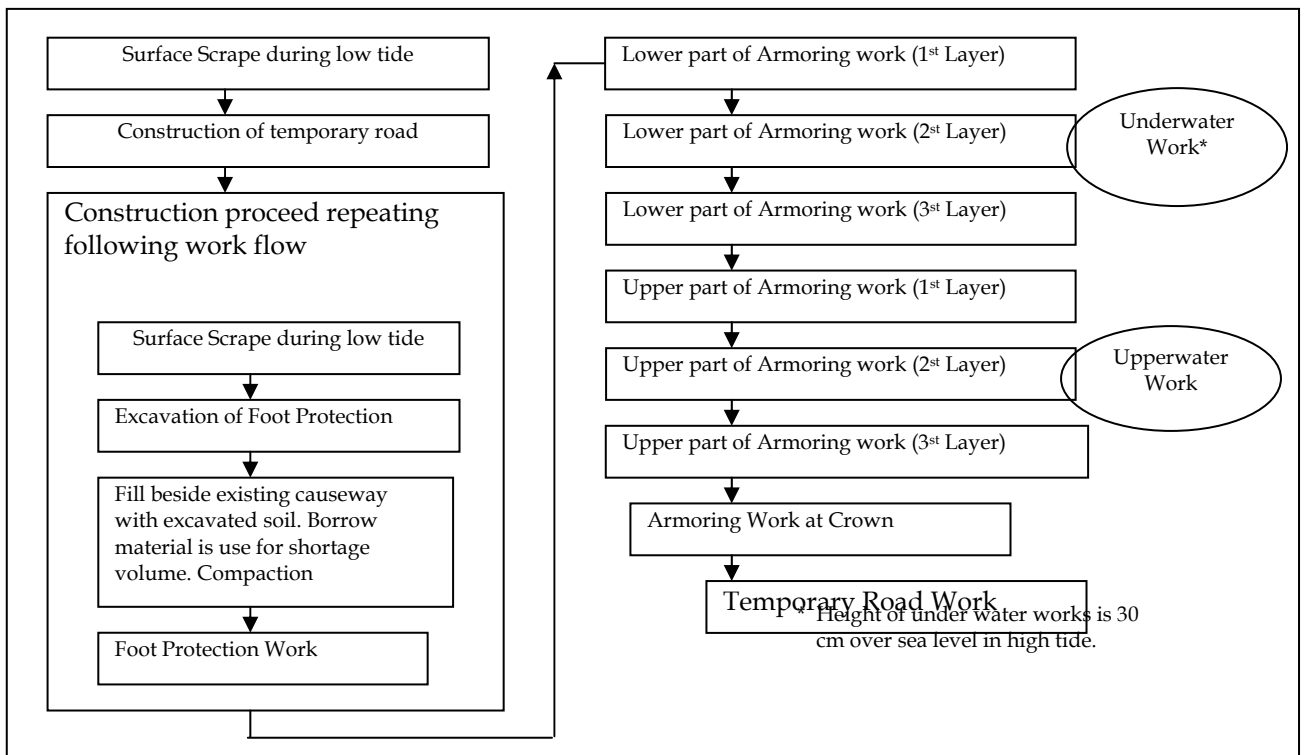 Surface Scrape during low tide
Construction of temporary road
Construction proceed repeating
following work flow
Surface Scrape during low tide
Excavation of Foot Protection
Fill beside existing causeway
with excavated soil. Borrow
material is use for shortage
volume. Compaction
Foot Protection Work
Lower part of Armoring work (1st Layer)
Lower part of Armoring work (2st Layer)
Lower part of Armoring work (3st Layer)
Upper part of Armoring work (1st Layer)
Upper part of Armoring work (2st Layer)
Upper part of Armoring work (3st Layer)
Armoring Work at Crown
Temporary Road Work
Underwater
Work*
Upperwater
Work
* Height of under water works is 30
cm over sea level in high tide.